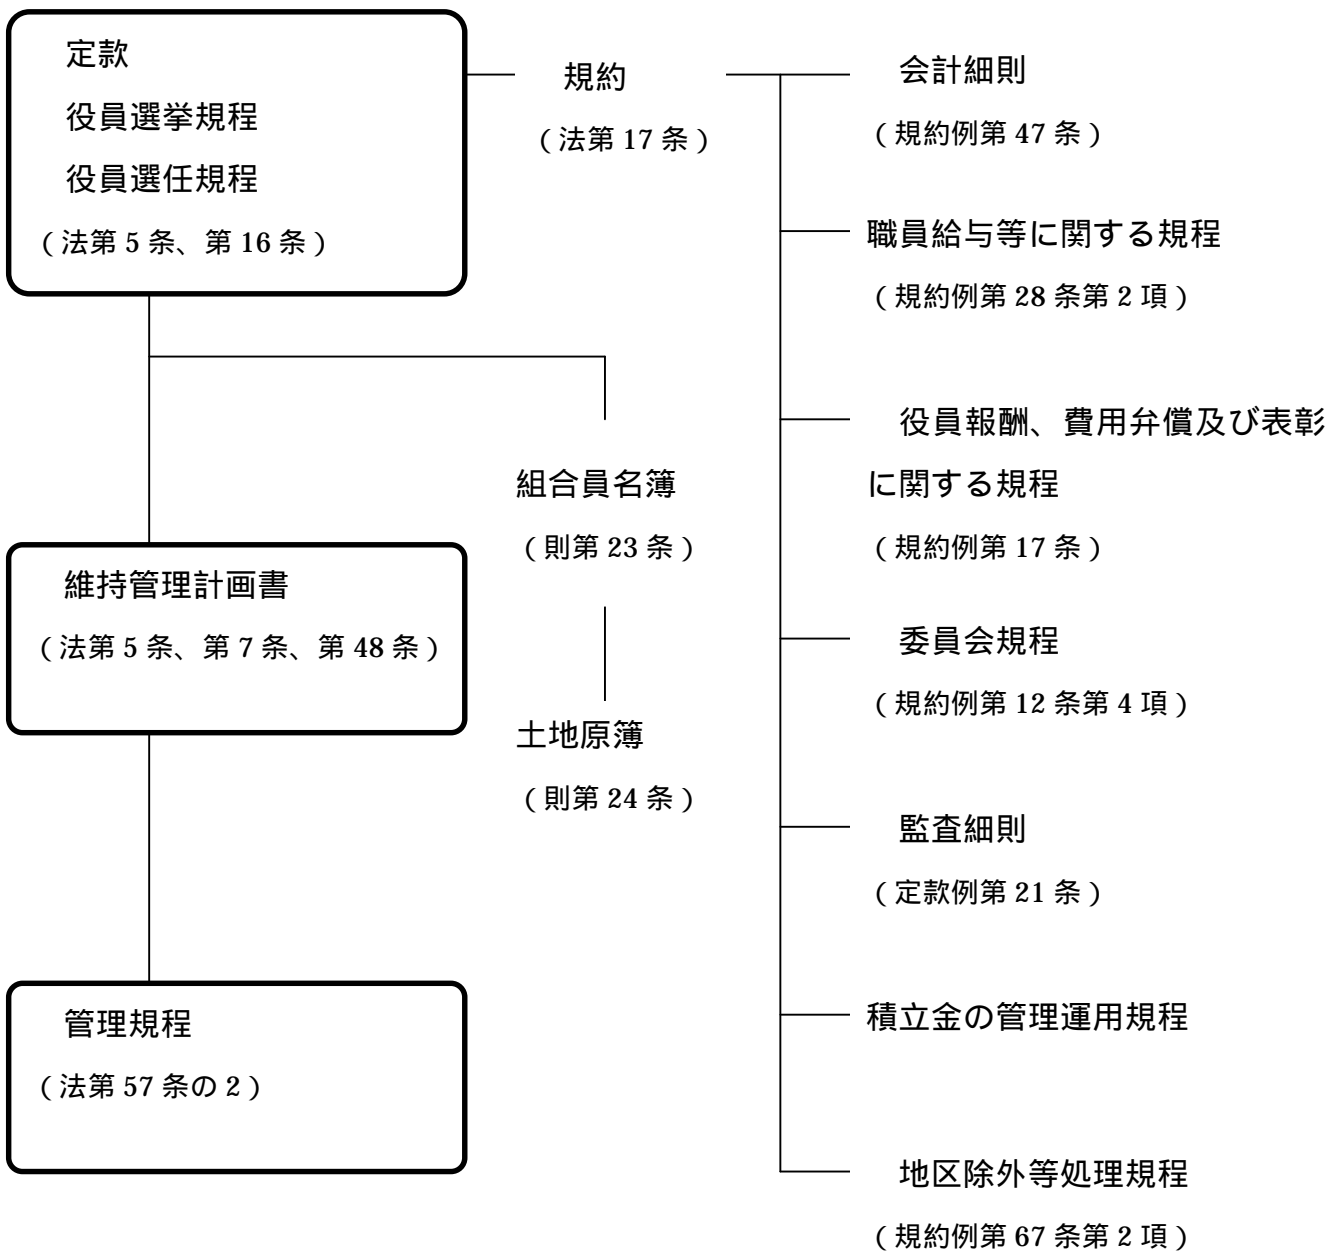 定款
役員選挙規程
役員選任規程
（法第 5 条、第 16 条）
規約
（法第 17 条）
組合員名簿
（則第 23 条）
土地原簿
（則第 24 条）
維持管理計画書
（法第 5 条、第 7 条、第 48 条）
管理規程
（法第 57 条の 2）
会計細則
（規約例第 47 条）
職員給与等に関する規程
（規約例第 28 条第 2 項）
役員報酬、費用弁償及び表彰
に関する規程
（規約例第 17 条）
委員会規程
（規約例第 12 条第 4 項）
監査細則
（定款例第 21 条）
積立金の管理運用規程
地区除外等処理規程
（規約例第 67 条第 2 項）